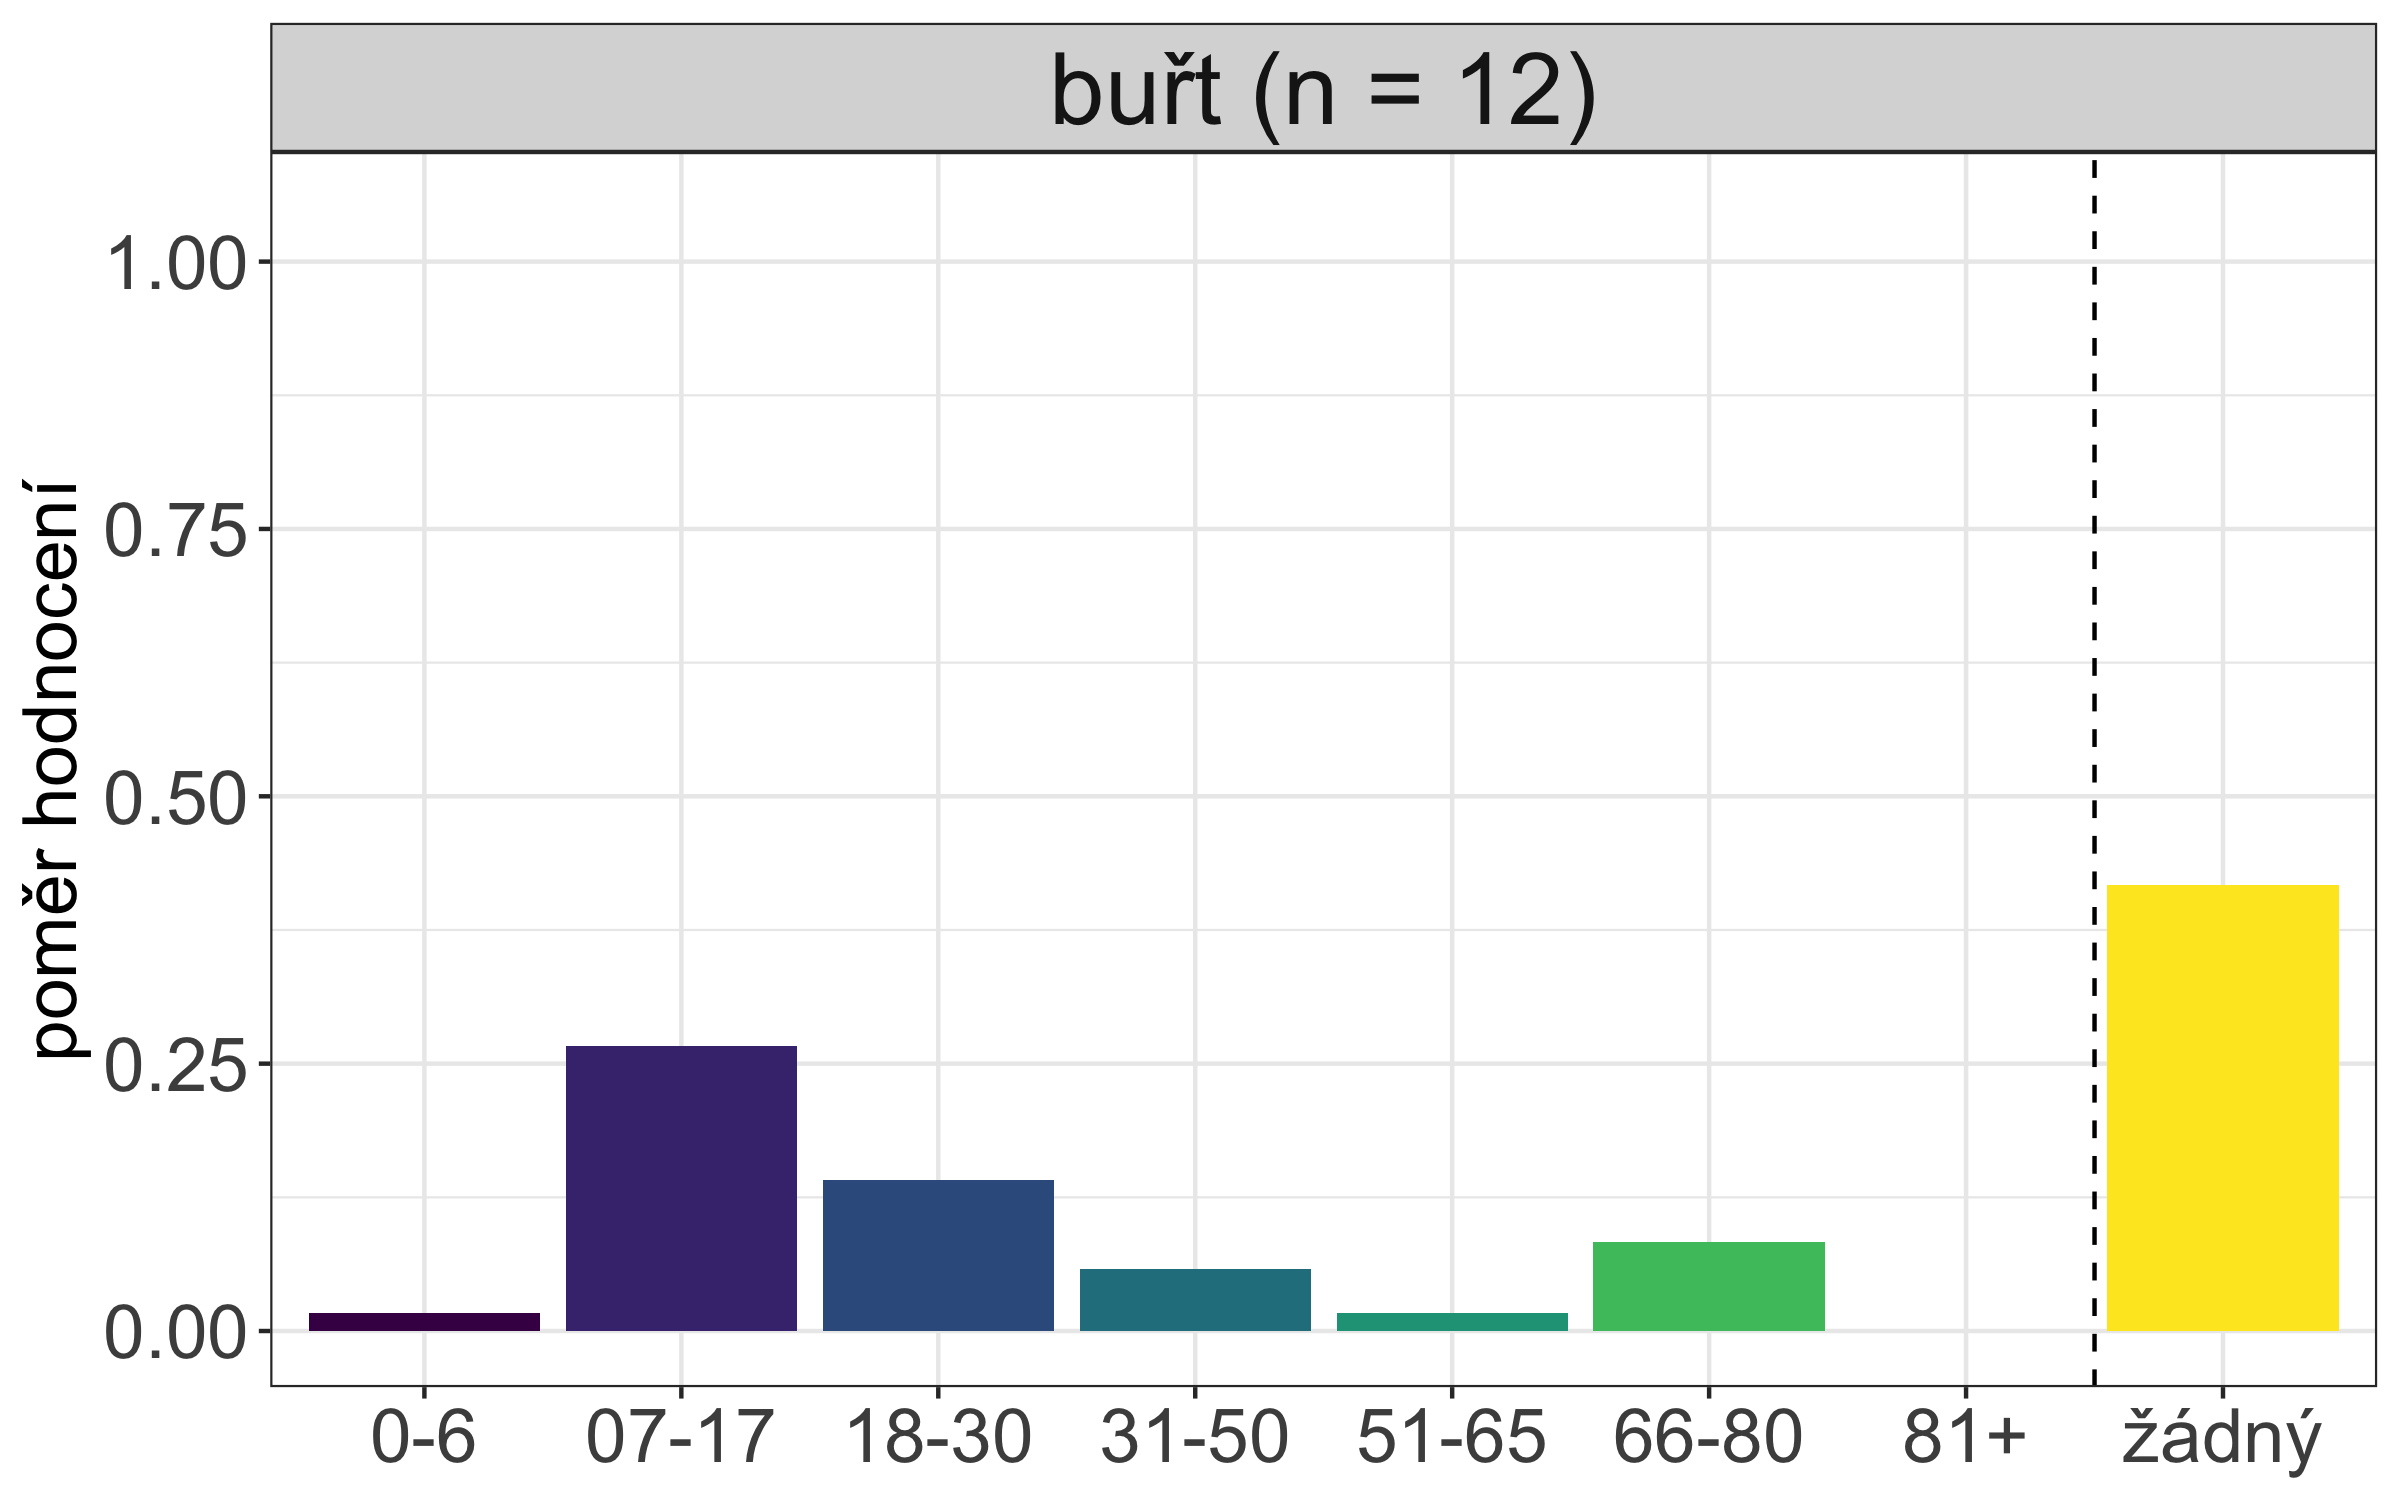 buřt (n = 12)
poměr hodnocení
1.00
0.75
0.50
0.25
0.00
0-6 07-17 18-30 31-50 51-65 66-80 81+ žádný